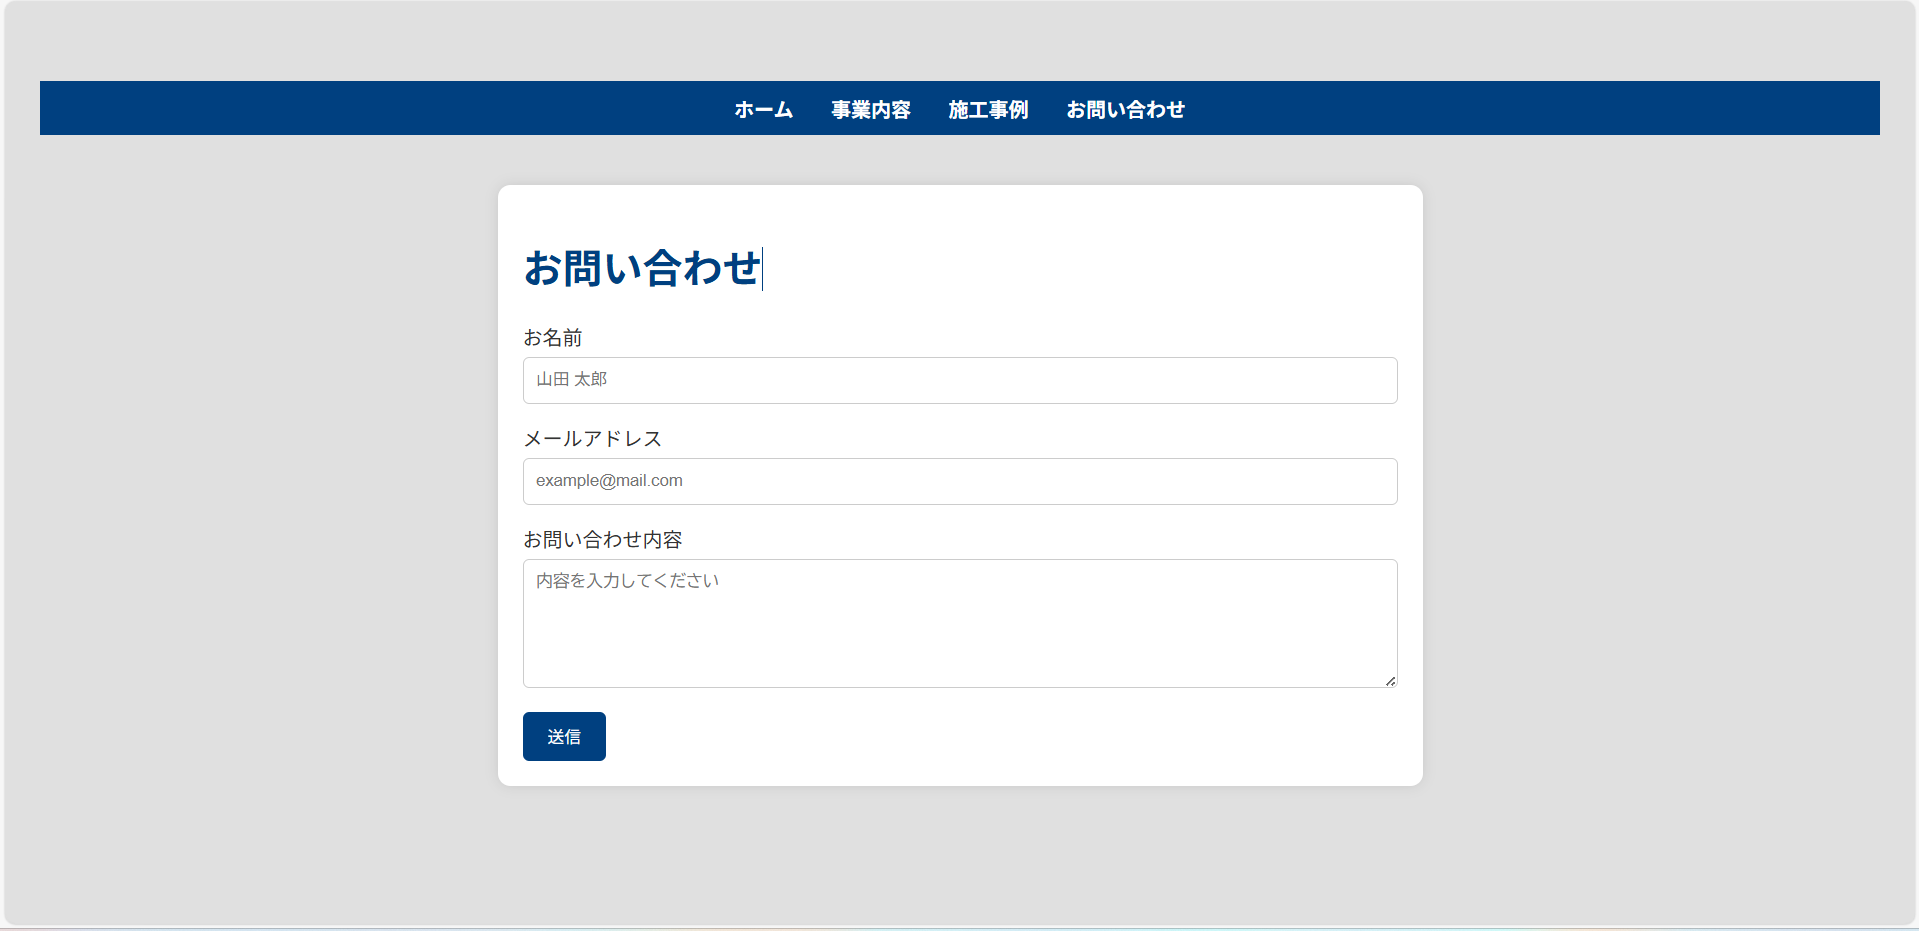 ホーム 事業内容 施工事例 お問い合わせ
お問い合わせ
お名前
山田 太郎
メールアドレス
example@mail.com
お問い合わせ内容
内容を入力してください
送信